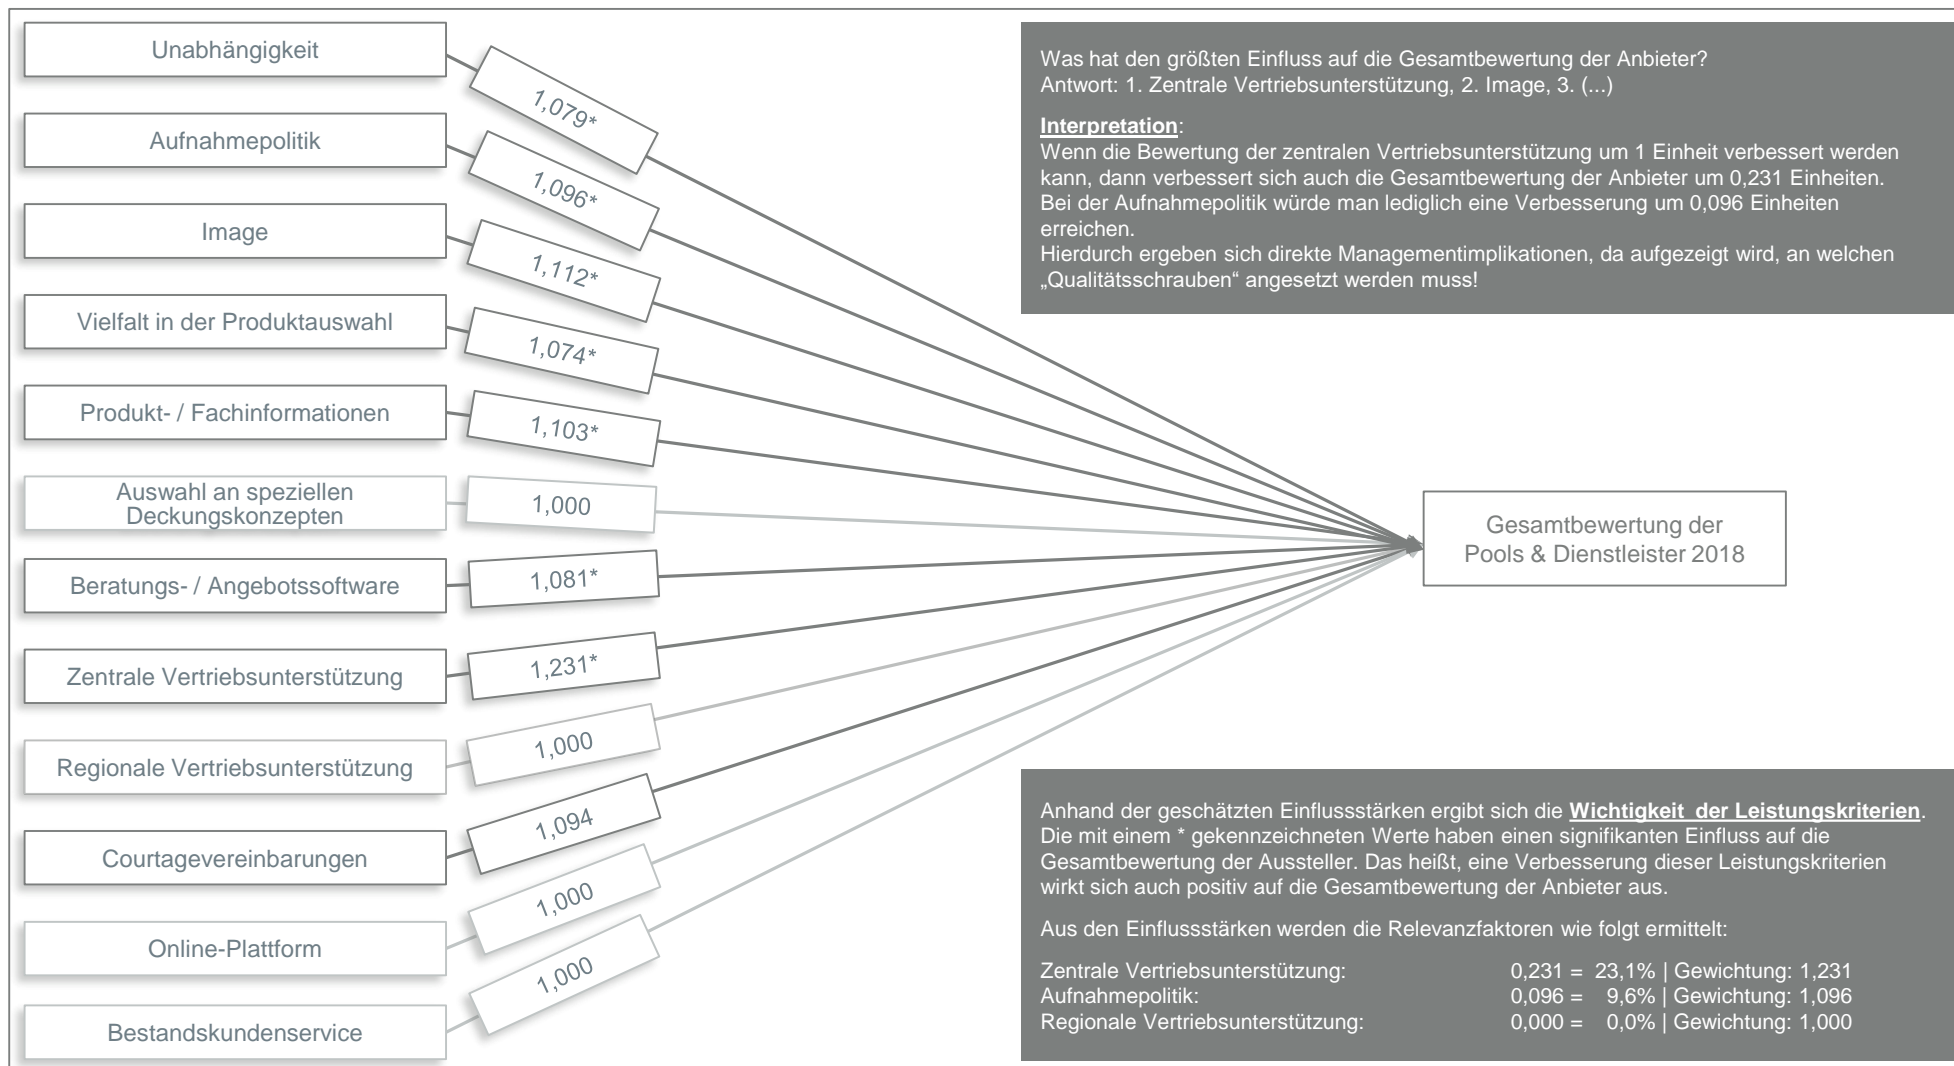 Unabhängigkeit
1,079*
Aufnahmepolitik
1,096*
Image
1,112*
Vielfalt in der Produktauswahl
1,074*
Produkt- / Fachinformationen
1,103*
Auswahl an speziellen
Deckungskonzepten
1,000
Beratungs- / Angebotssoftware
1,081*
Zentrale Vertriebsunterstützung
1,231*
Regionale Vertriebsunterstützung
1,000
Courtagevereinbarungen
1,094
Online-Plattform
1,000
Bestandskundenservice
1,000
Gesamtbewertung der
Pools & Dienstleister 2018
Was hat den größten Einfluss auf die Gesamtbewertung der Anbieter?
Antwort: 1. Zentrale Vertriebsunterstützung, 2. Image, 3. (...)
Interpretation:
Wenn die Bewertung der zentralen Vertriebsunterstützung um 1 Einheit verbessert werden
kann, dann verbessert sich auch die Gesamtbewertung der Anbieter um 0,231 Einheiten.
Bei der Aufnahmepolitik würde man lediglich eine Verbesserung um 0,096 Einheiten
erreichen.
Hierdurch ergeben sich direkte Managementimplikationen, da aufgezeigt wird, an welchen
„Qualitätsschrauben“ angesetzt werden muss!
Anhand der geschätzten Einflussstärken ergibt sich die Wichtigkeit der Leistungskriterien.
Die mit einem * gekennzeichneten Werte haben einen signifikanten Einfluss auf die
Gesamtbewertung der Aussteller. Das heißt, eine Verbesserung dieser Leistungskriterien
wirkt sich auch positiv auf die Gesamtbewertung der Anbieter aus.
Aus den Einflussstärken werden die Relevanzfaktoren wie folgt ermittelt:
Zentrale Vertriebsunterstützung: 0,231 = 23,1% | Gewichtung: 1,231
Aufnahmepolitik: 0,096 = 9,6% | Gewichtung: 1,096
Regionale Vertriebsunterstützung: 0,000 = 0,0% | Gewichtung: 1,000